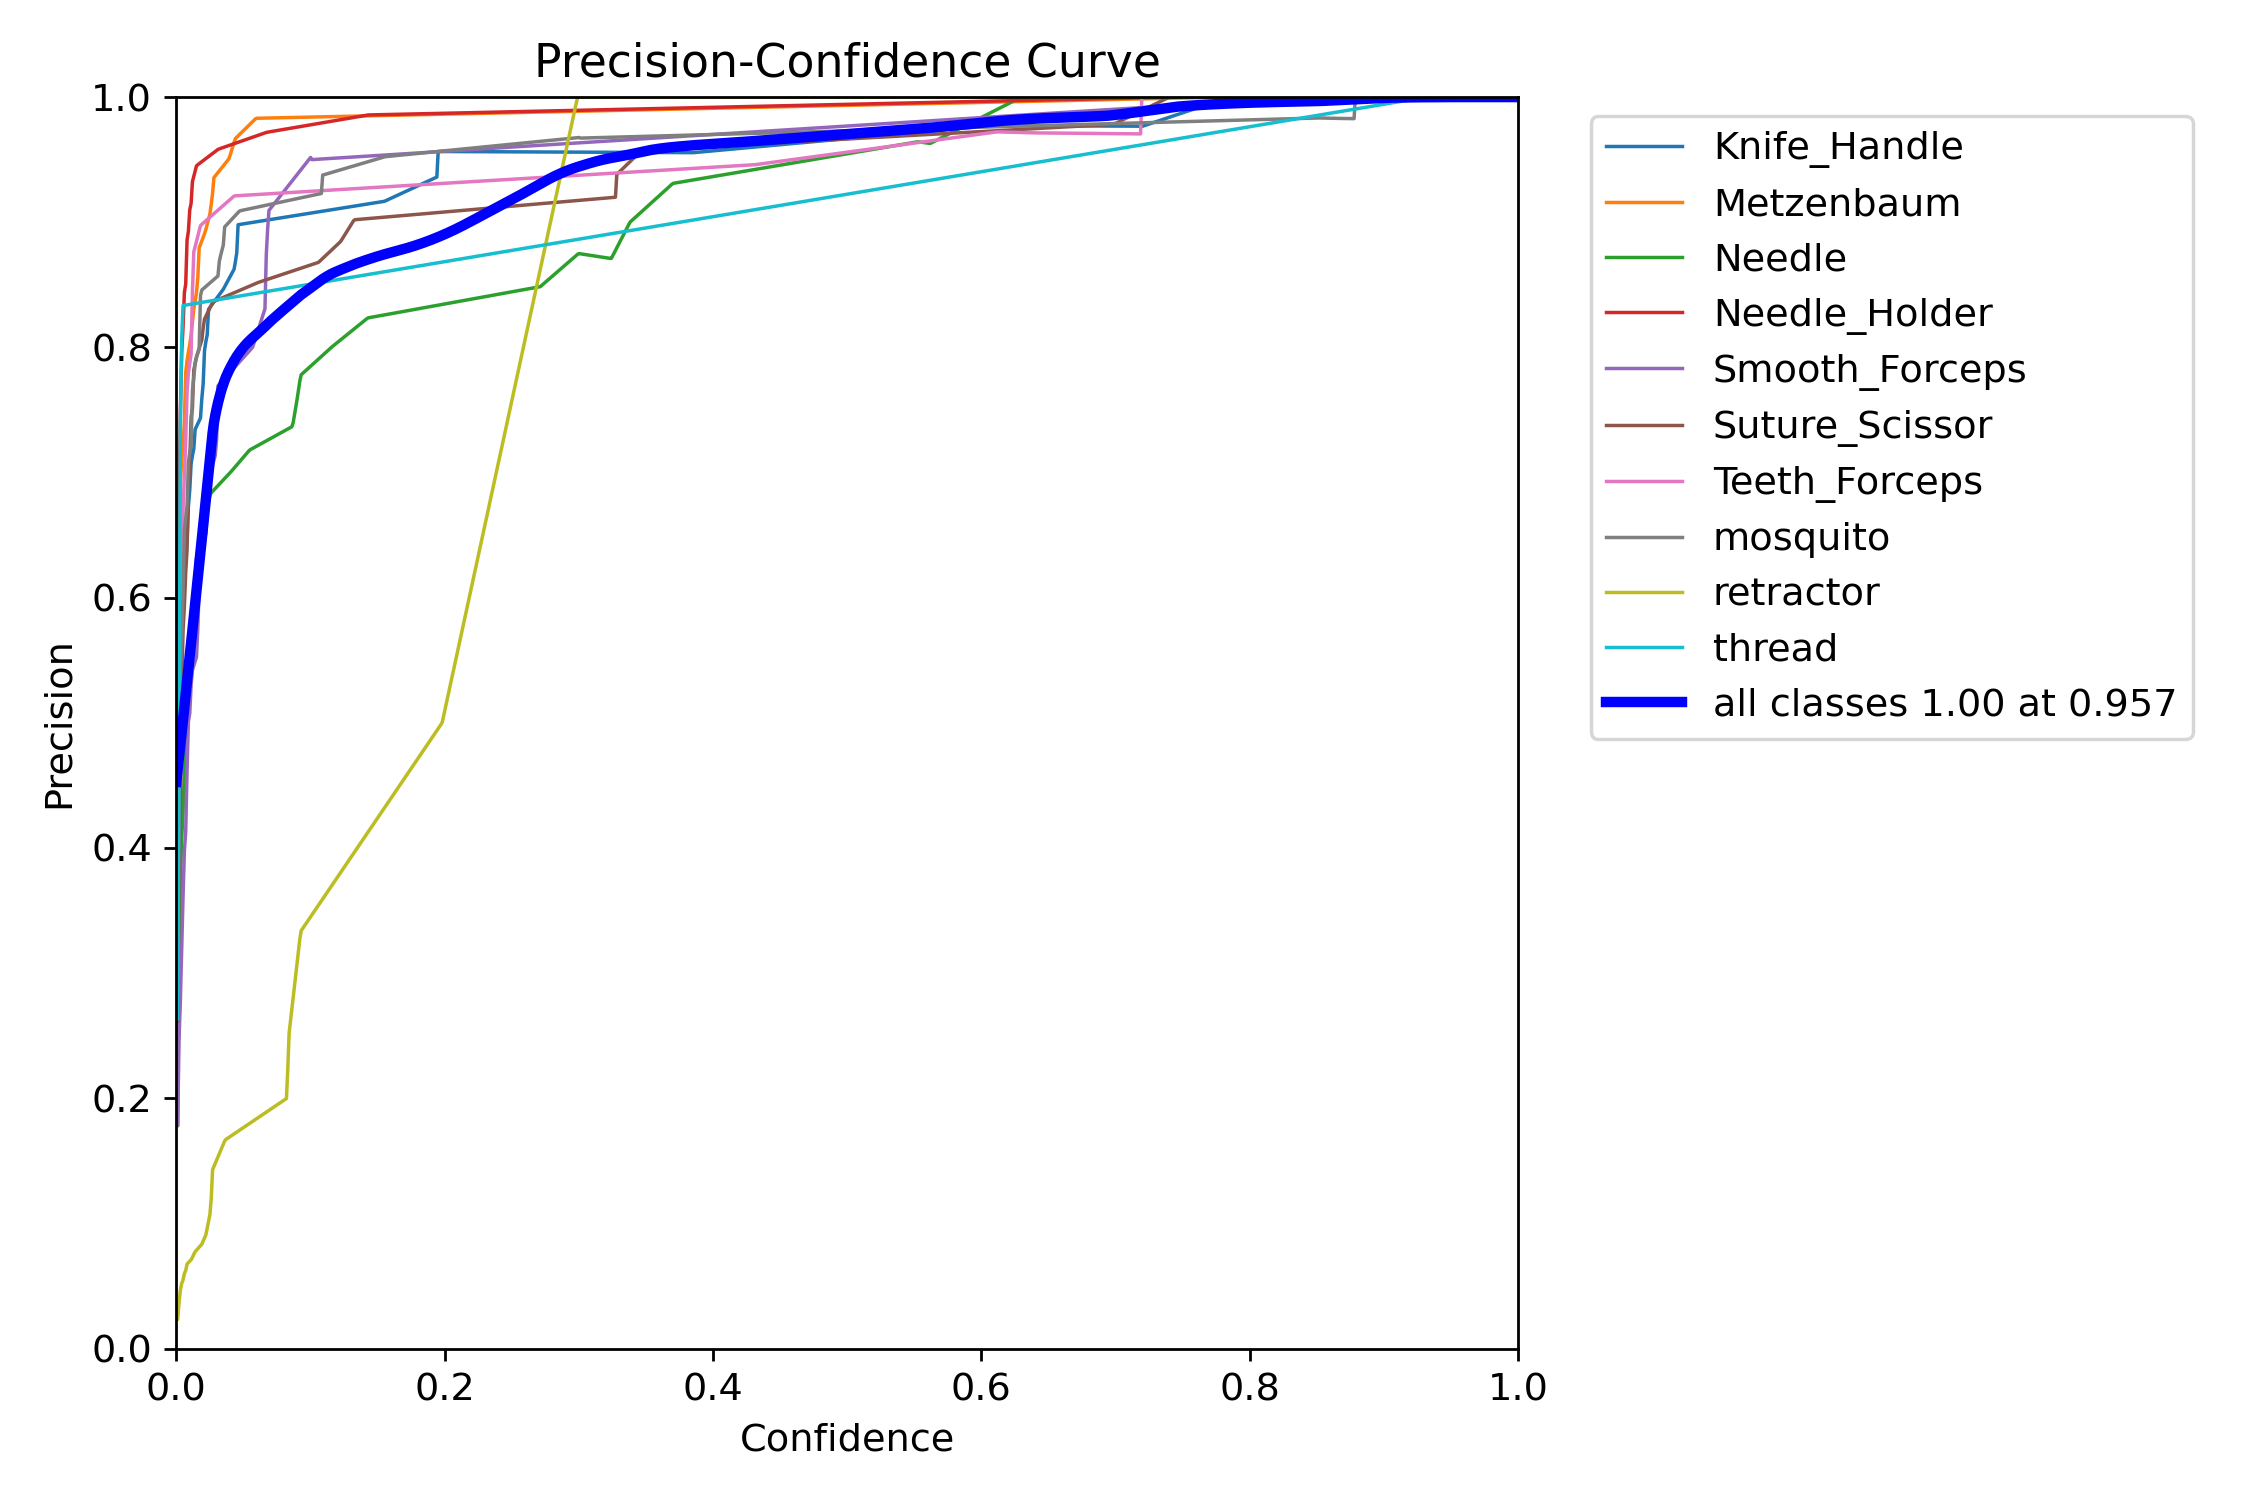 Precision-Confidence Curve
1.0
0.8
0.6
0.4
0.2
0.0
Precision
0.0 0.2 0.4 0.6 0.8 1.0
Confidence
Knife_Handle
Metzenbaum
Needle
Needle_Holder
Smooth_Forceps
Suture_Scissor
Teeth_Forceps
mosquito
retractor
thread
all classes 1.00 at 0.957